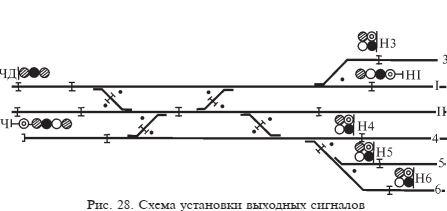 Н3
3
ЧД
НI
I
II
Ч
Н4
4
Н5
5
Н6
6
Рис. 28. Схема установки выходных сигналов